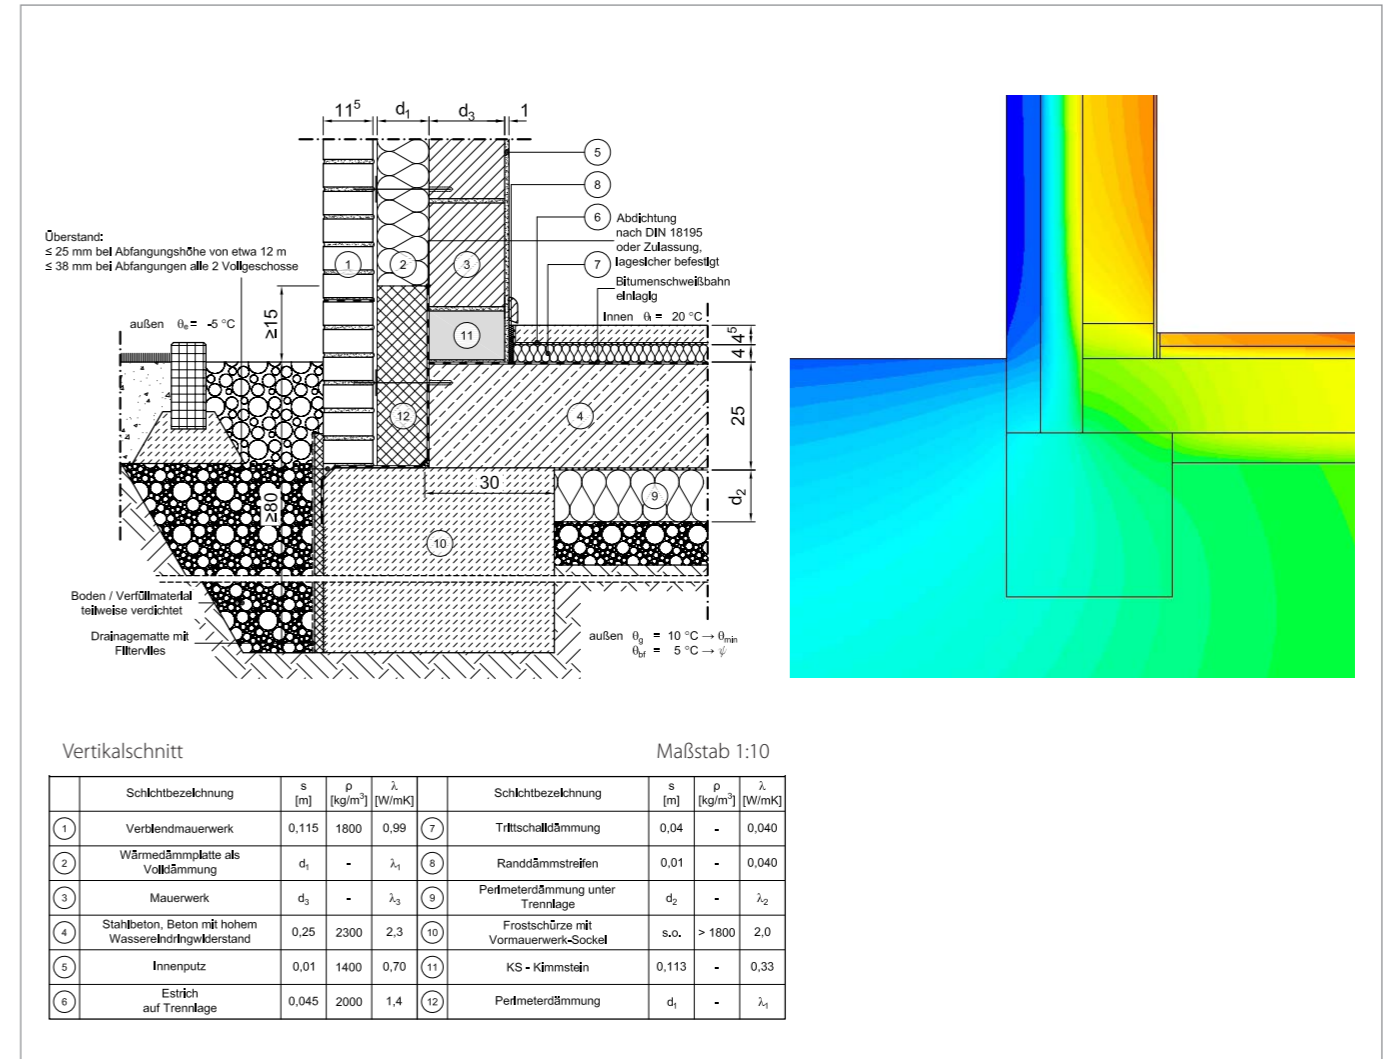 11⁵ d₁ d₃ 1
5
8
6
Abdichtung
nach DIN 18195
oder Zulassung,
lagesicher befestigt
7
Bitumenschweißbahn
einlagig
Überstand:
≤ 25 mm bei Abfangungshöhe von etwa 12 m
≤ 38 mm bei Abfangungen alle 2 Vollgeschosse
1 2 3
außen θe = -5 °C
≥15
11
Innen θi = 20 °C
4⁵
4
12 4
25
30
9
d₂
≥80
10
Boden / Verfüllmaterial
teilweise verdichtet
Drainagematte mit
Filtervlies
außen θg = 10 °C → θmin
θbf = 5 °C → ψ
Vertikalschnitt Maßstab 1:10
Schichtbezeichnung s [m] ρ [kg/m³] λ [W/mK] Schichtbezeichnung s [m] ρ [kg/m³] λ [W/mK]
1 Verblendmauerwerk 0,115 1800 0,99 7 Trittschalldämmung 0,04 - 0,040
2 Wärmedämmplatte als Volldämmung d₁ - λ₁ 8 Randdämmstreifen 0,01 - 0,040
3 Mauerwerk d₃ - λ₃ 9 Perimeterdämmung unter Trennlage d₂ - λ₂
4 Stahlbeton, Beton mit hohem Wassereindringwiderstand 0,25 2300 2,3 10 Frostschürze mit Vormauerwerk-Sockel s.o. > 1800 2,0
5 Innenputz 0,01 1400 0,70 11 KS - Kimmstein 0,113 - 0,33
6 Estrich auf Trennlage 0,045 2000 1,4 12 Perimeterdämmung d₁ - λ₁